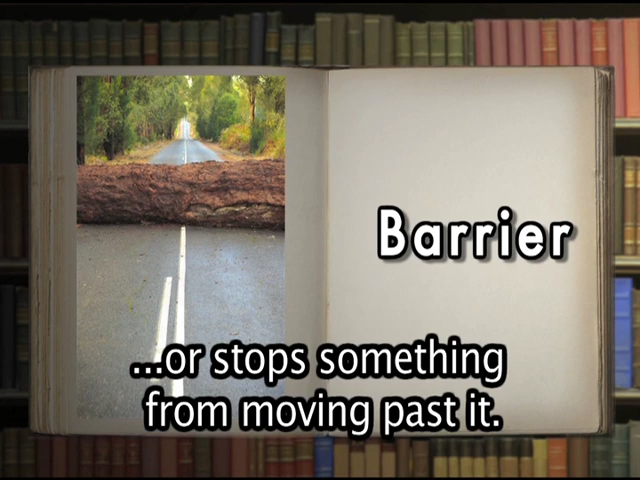 Barrier
...or stops something
from moving past it.